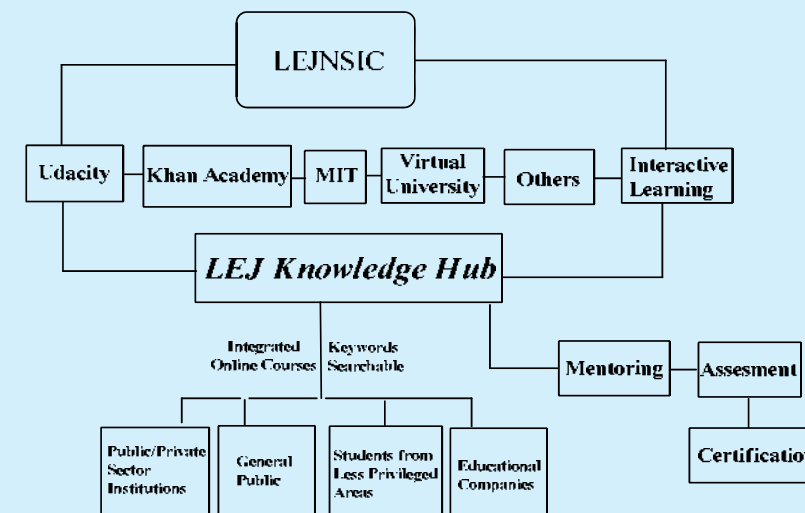 LEJNSIC
Udacity
Khan Academy
MIT
Virtual
University
Others
Interactive
Learning
LEJ Knowledge Hub
Integrated
Online Courses
Keywords
Searchable
Mentoring
Assesment
Certification
Public/Private
Sector
Institutions
General
Public
Students from
Less Privileged
Areas
Educational
Companies